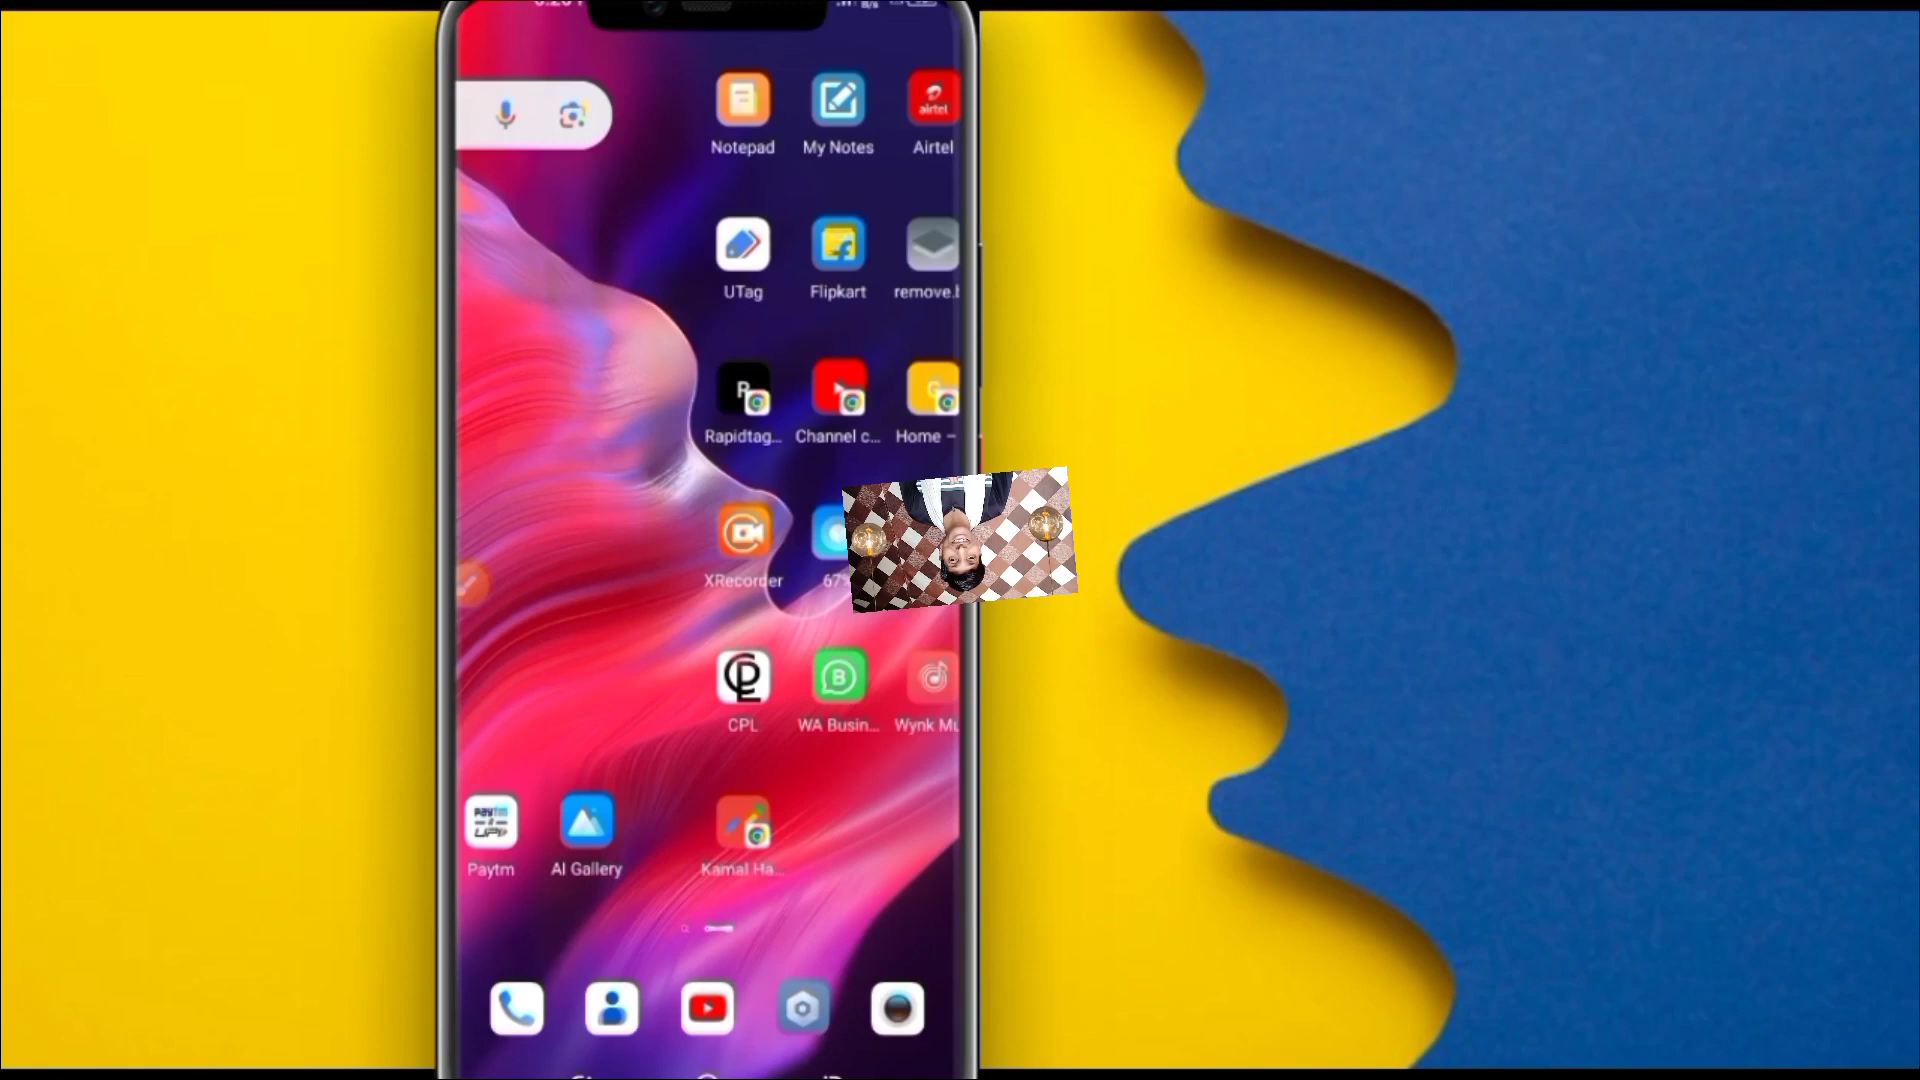 Notepad My Notes Airtel
airtel
UTag Flipkart remove.b
Rapidtag... Channel c... Home –
XRecorder 67%
CPL WA Busin... Wynk Mu
Paytm AI Gallery Kamal Ha...